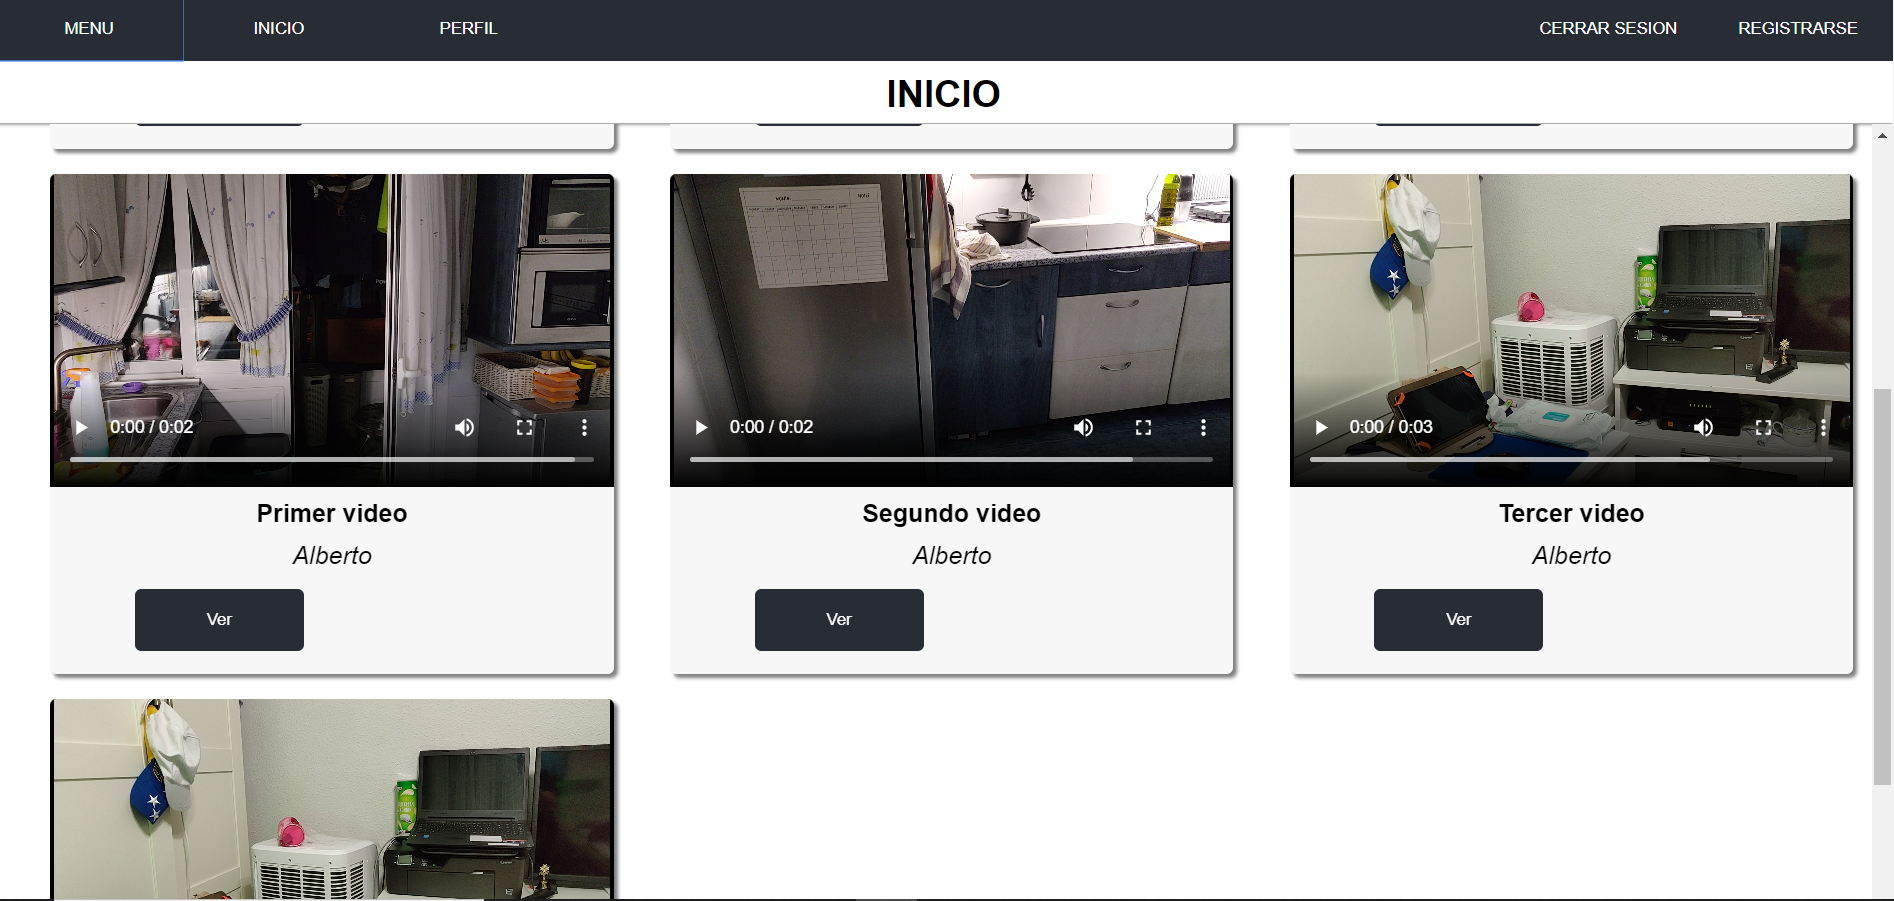 MENU
INICIO
PERFIL
CERRAR SESION
REGISTRARSE
INICIO
0:00 / 0:02
0:00 / 0:02
0:00 / 0:03
Primer video
Segundo video
Tercer video
Alberto
Alberto
Alberto
Ver
Ver
Ver